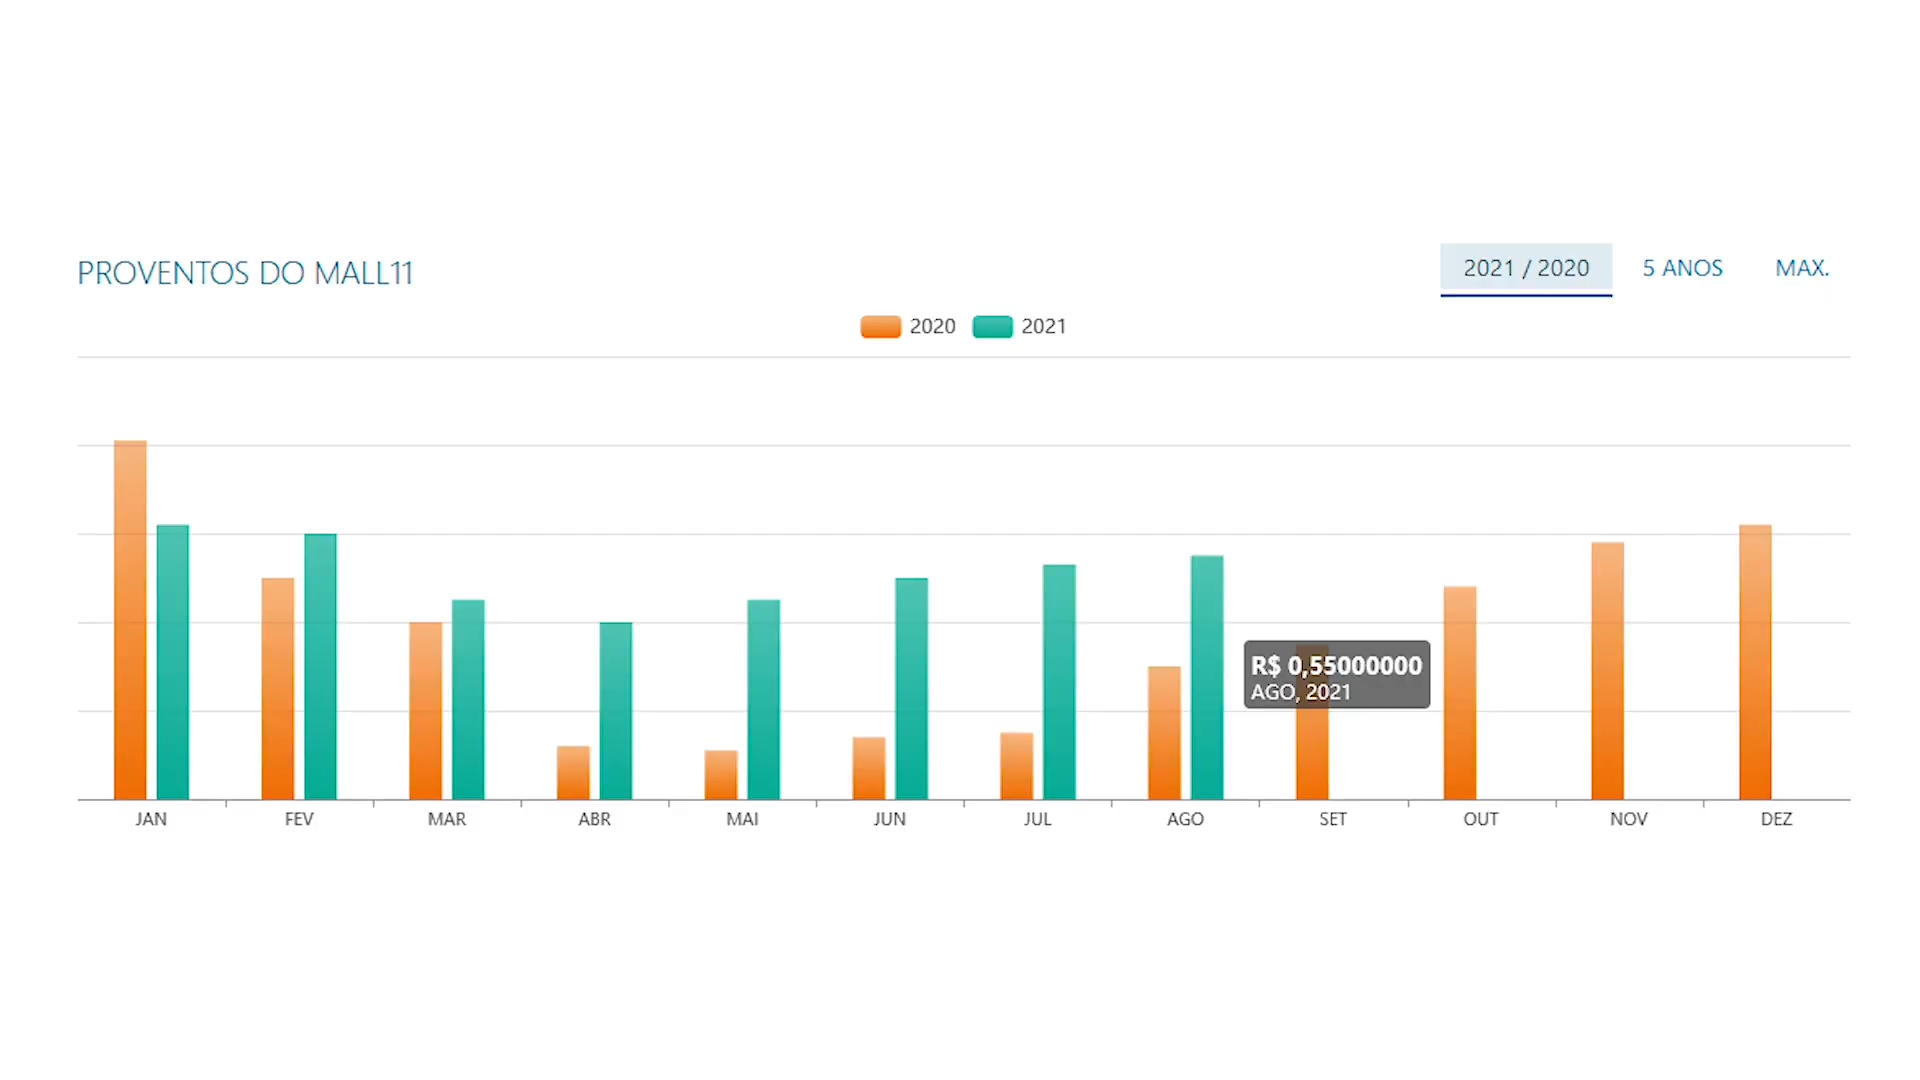 PROVENTOS DO MALL11
2021 / 2020 5 ANOS MAX.
2020 2021
R$ 0,55000000
AGO, 2021
JAN FEV MAR ABR MAI JUN JUL AGO SET OUT NOV DEZ